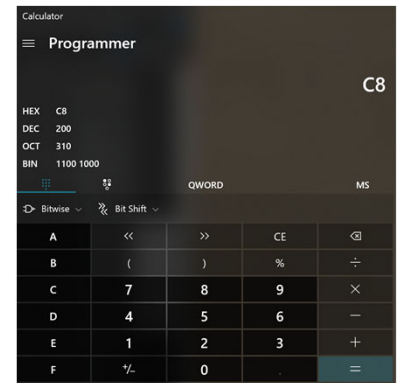 Calculator
Programmer
C8
HEX C8
DEC 200
OCT 310
BIN 1100 1000
QWORD MS
Bitwise Bit Shift
A << >> CE
B ( ) % ÷
C 7 8 9 ×
D 4 5 6 −
E 1 2 3 +
F +/− 0 . =